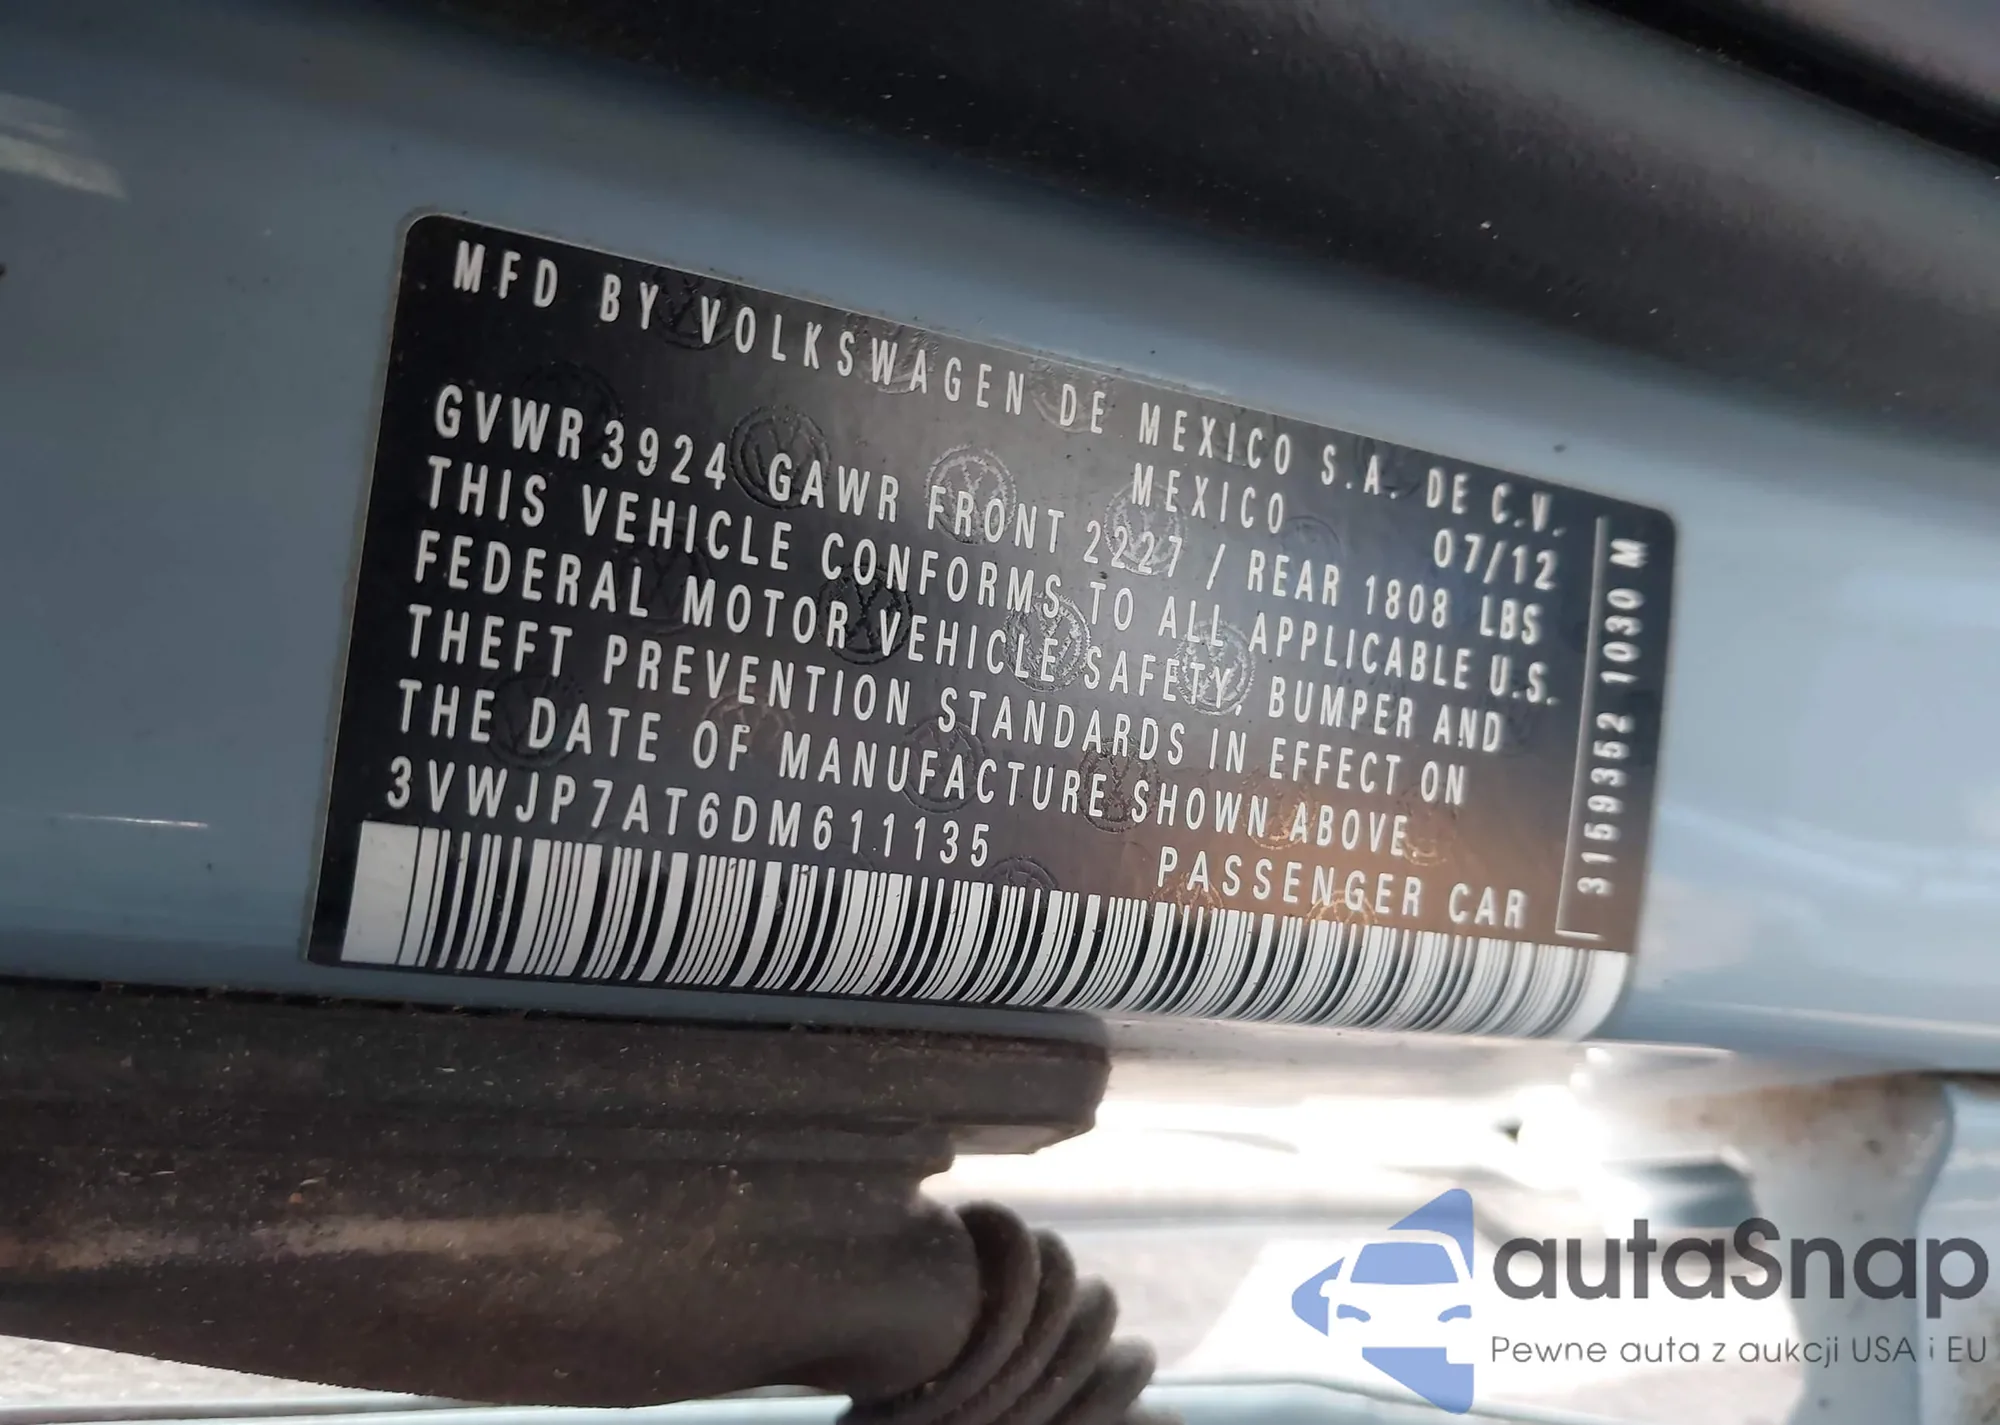 MFD BY VOLKSWAGEN DE MEXICO S.A. DE C.V.
MEXICO 07/12
GVWR 3924 GAWR FRONT 2227 / REAR 1808 LBS
THIS VEHICLE CONFORMS TO ALL APPLICABLE U.S.
FEDERAL MOTOR VEHICLE SAFETY, BUMPER AND
THEFT PREVENTION STANDARDS IN EFFECT ON
THE DATE OF MANUFACTURE SHOWN ABOVE
3VWJP7AT6DM611135 PASSENGER CAR
3159352 1030 M
autaSnap
Pewne auta z aukcji USA i EU